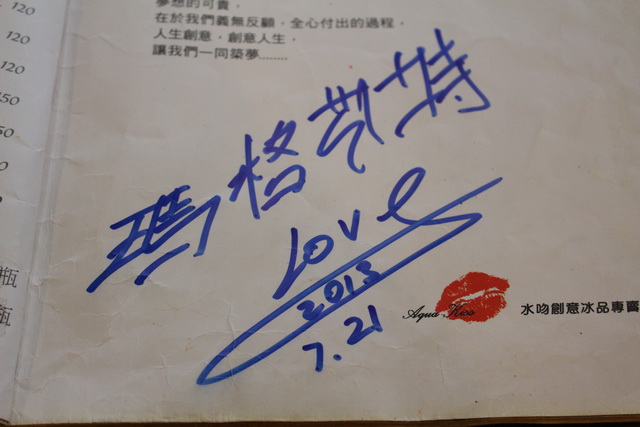 夢想的可貴,
在於我們義無反顧,全心付出的過程,
人生創意,創意人生,
讓我們一同築夢........
120
120
120
50
50
0
瓶
瓶
瑪格凱特
Love
2013
7.21
Aqua Kiss
水吻創意冰品專賣